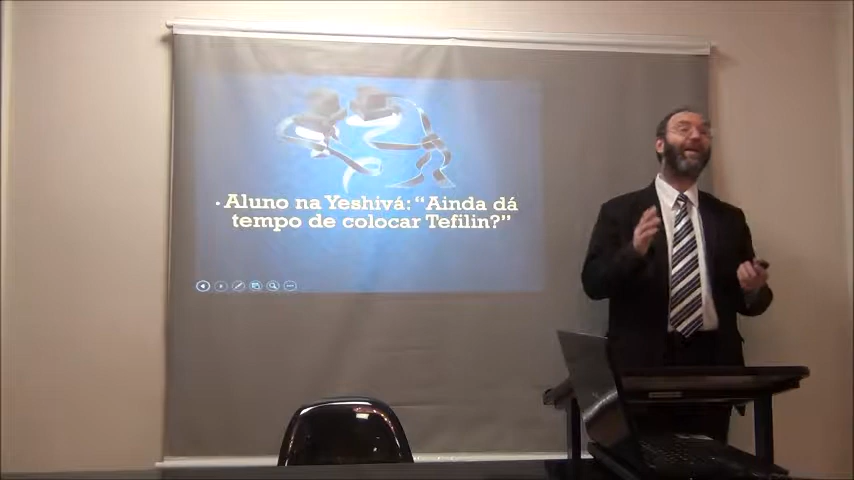 · Aluno na Yeshivá: “Ainda dá
tempo de colocar Tefilin?”